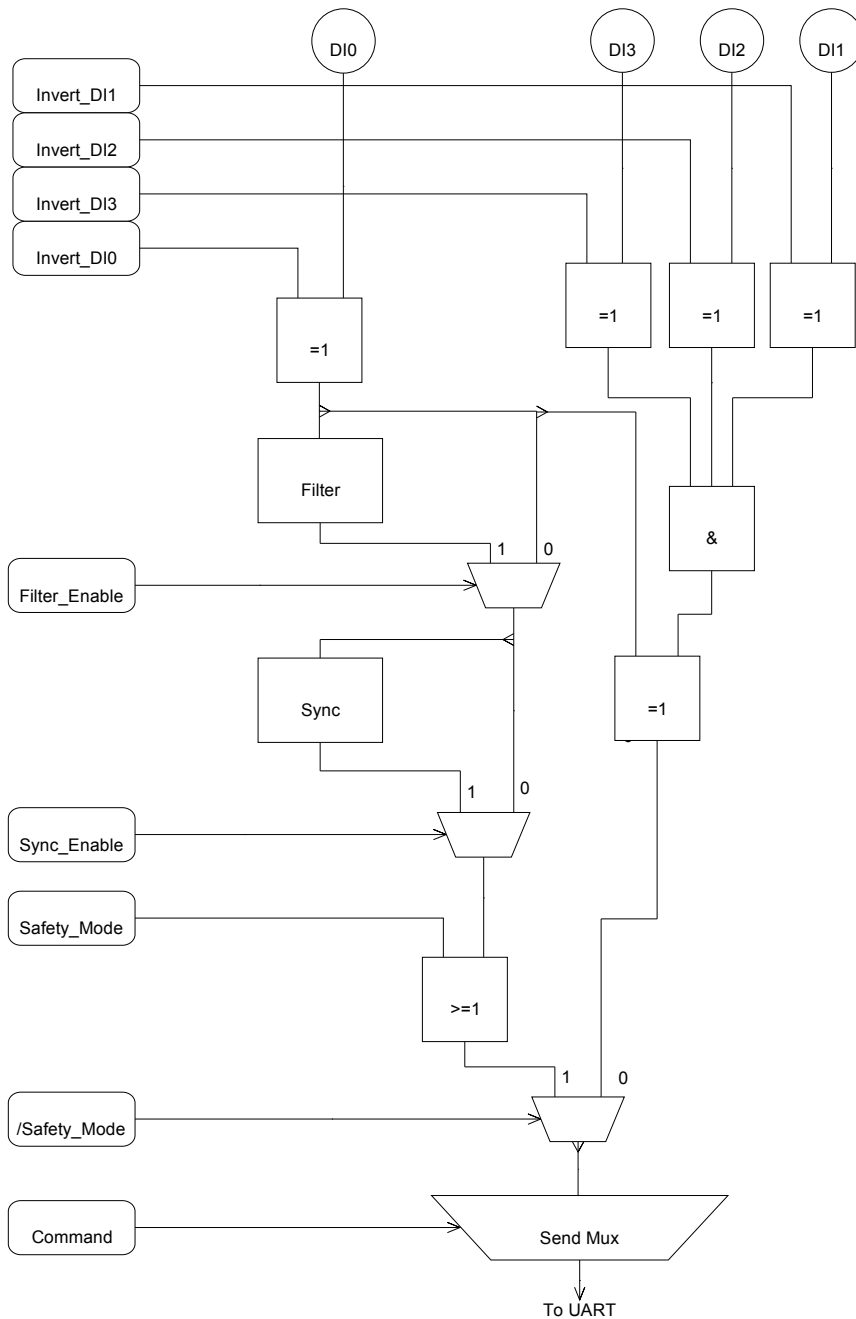 DI0
DI3
DI2
DI1
Invert_DI1
Invert_DI2
Invert_DI3
Invert_DI0
=1
=1
=1
=1
Filter
1
0
&
Filter_Enable
Sync
=1
1
0
Sync_Enable
Safety_Mode
>=1
1
0
/Safety_Mode
Command
Send Mux
To UART